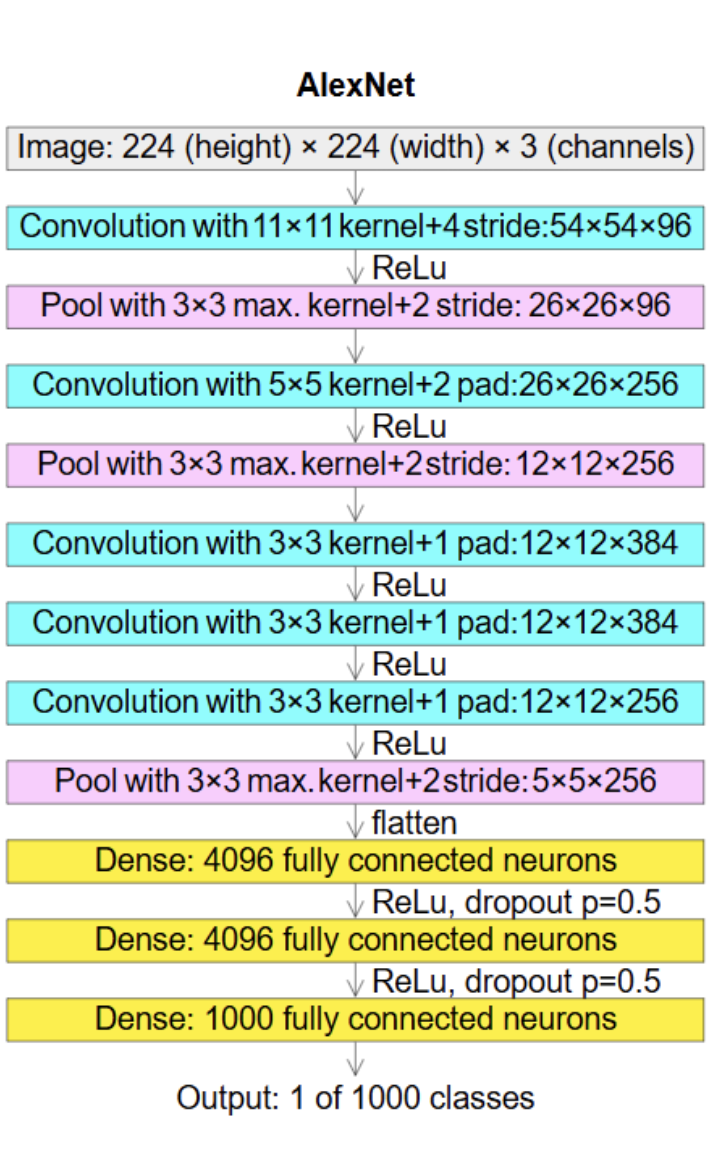 AlexNet
Image: 224 (height) × 224 (width) × 3 (channels)
Convolution with 11×11 kernel+4 stride:54×54×96
ReLu
Pool with 3×3 max. kernel+2 stride: 26×26×96
Convolution with 5×5 kernel+2 pad:26×26×256
ReLu
Pool with 3×3 max. kernel+2 stride: 12×12×256
Convolution with 3×3 kernel+1 pad:12×12×384
ReLu
Convolution with 3×3 kernel+1 pad:12×12×384
ReLu
Convolution with 3×3 kernel+1 pad:12×12×256
ReLu
Pool with 3×3 max. kernel+2 stride: 5×5×256
flatten
Dense: 4096 fully connected neurons
ReLu, dropout p=0.5
Dense: 4096 fully connected neurons
ReLu, dropout p=0.5
Dense: 1000 fully connected neurons
Output: 1 of 1000 classes